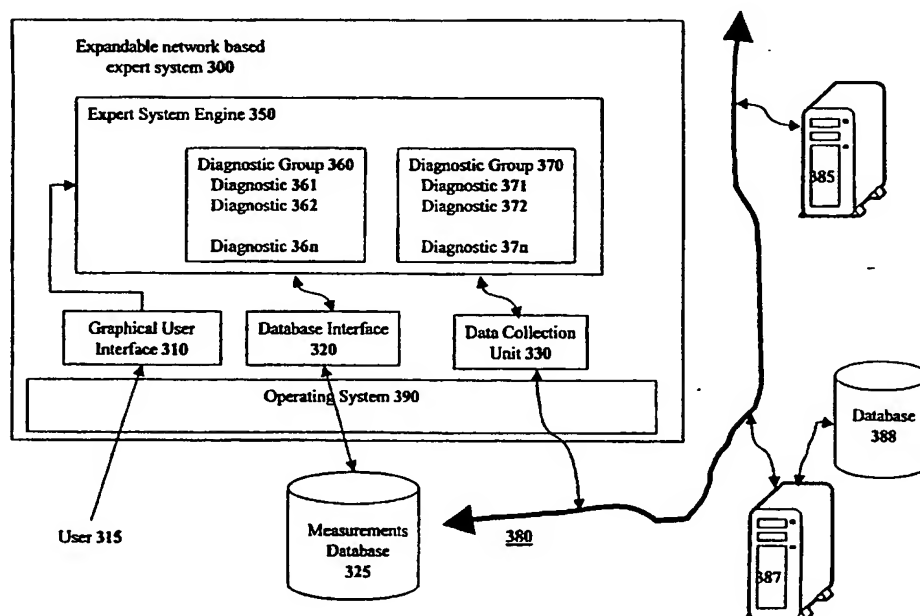 Expandable network based
expert system 300
Expert System Engine 350
Diagnostic Group 360
Diagnostic 361
Diagnostic 362
Diagnostic 36n
Diagnostic Group 370
Diagnostic 371
Diagnostic 372
Diagnostic 37n
Graphical User
Interface 310
Database Interface
320
Data Collection
Unit 330
Operating System 390
User 315
Measurements
Database
325
380
385
387
Database
388